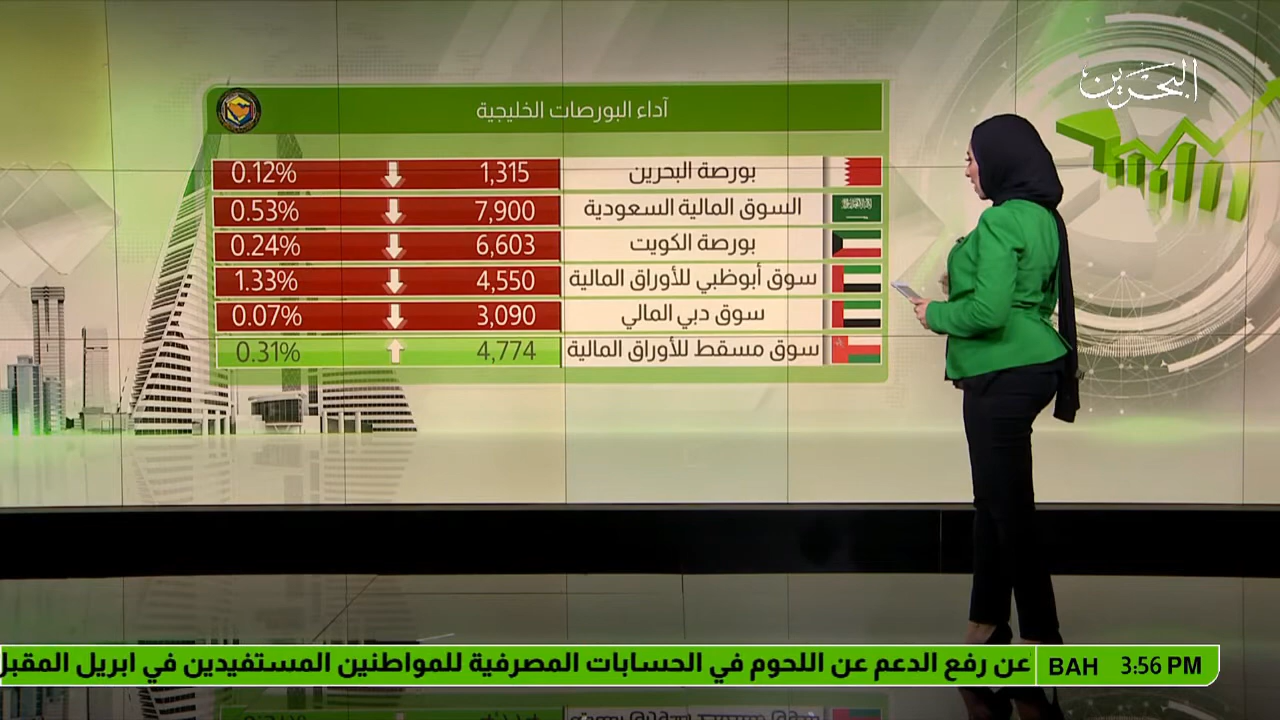 البحرين
آداء البورصات الخليجية
بورصة البحرين 1,315 0.12%
السوق المالية السعودية 7,900 0.53%
بورصة الكويت 6,603 0.24%
سوق أبوظبي للأوراق المالية 4,550 1.33%
سوق دبي المالي 3,090 0.07%
سوق مسقط للأوراق المالية 4,774 0.31%
BAH 3:56 PM
عن رفع الدعم عن اللحوم في الحسابات المصرفية للمواطنين المستفيدين في ابريل المقبل